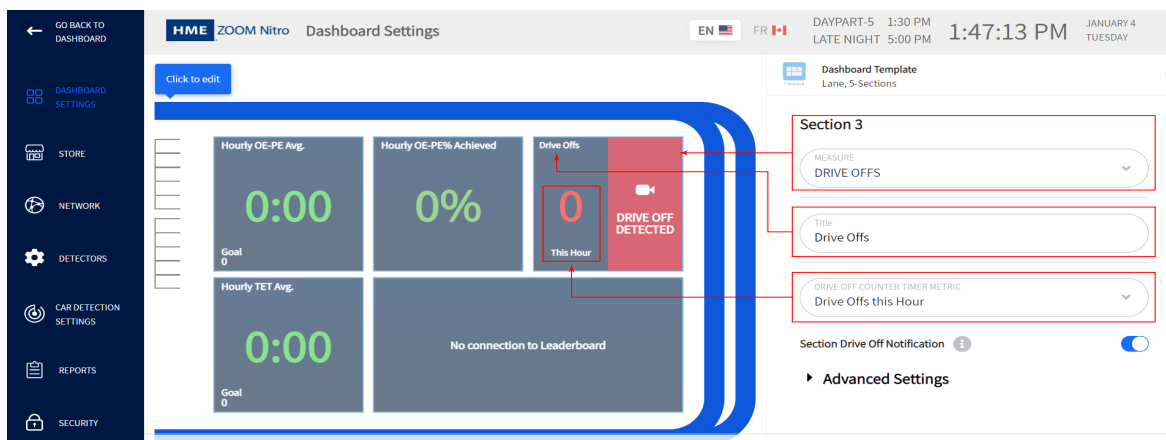 GO BACK TO
DASHBOARD
HME ZOOM Nitro Dashboard Settings
EN FR
DAYPART-5 1:30 PM
LATE NIGHT 5:00 PM
1:47:13 PM
JANUARY 4
TUESDAY
DASHBOARD
SETTINGS
STORE
NETWORK
DETECTORS
CAR DETECTION
SETTINGS
REPORTS
SECURITY
Click to edit
Hourly OE-PE Avg.
0:00
Goal
0
Hourly OE-PE% Achieved
0%
Drive Offs
0
This Hour
DRIVE OFF
DETECTED
Hourly TET Avg.
0:00
Goal
0
No connection to Leaderboard
Dashboard Template
Lane, 5-Sections
Section 3
MEASURE
DRIVE OFFS
Title
Drive Offs
DRIVE OFF COUNTER TIMER METRIC
Drive Offs this Hour
Section Drive Off Notification i
Advanced Settings